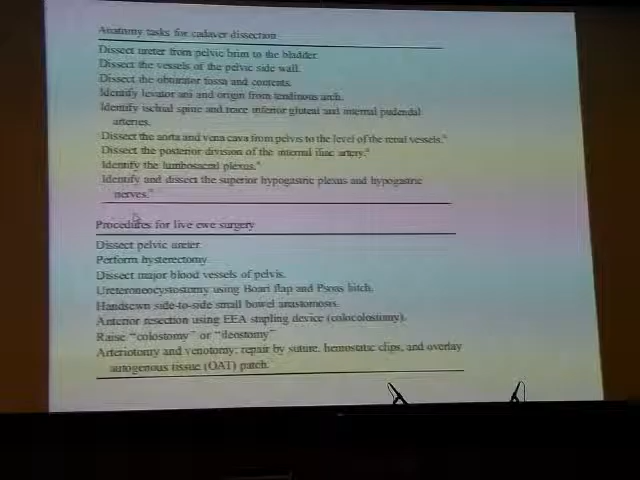 Anatomy tasks for cadaver dissection
Dissect ureter from pelvic brim to the bladder.
Dissect the vessels of the pelvic side wall.
Dissect the obturator fossa and contents.
Identify levator ani and origin from tendinous arch.
Identify ischial spine and trace inferior gluteal and internal pudendal
arteries.
Dissect the aorta and vena cava from pelvis to the level of the renal vessels.ᵃ
Dissect the posterior division of the internal iliac artery.ᵃ
Identify the lumbosacral plexus.ᵃ
Identify and dissect the superior hypogastric plexus and hypogastric
nerves.ᵃ
Procedures for live ewe surgery
Dissect pelvic ureter.
Perform hysterectomy.
Dissect major blood vessels of pelvis.
Ureteroneocystostomy using Boari flap and Psoas hitch.
Handsewn side-to-side small bowel anastomosis.
Anterior resection using EEA stapling device (colocolostomy).
Raise “colostomy” or “ileostomy”
Arteriotomy and venotomy; repair by suture, hemostatic clips, and overlay
autogenous tissue (OAT) patch.